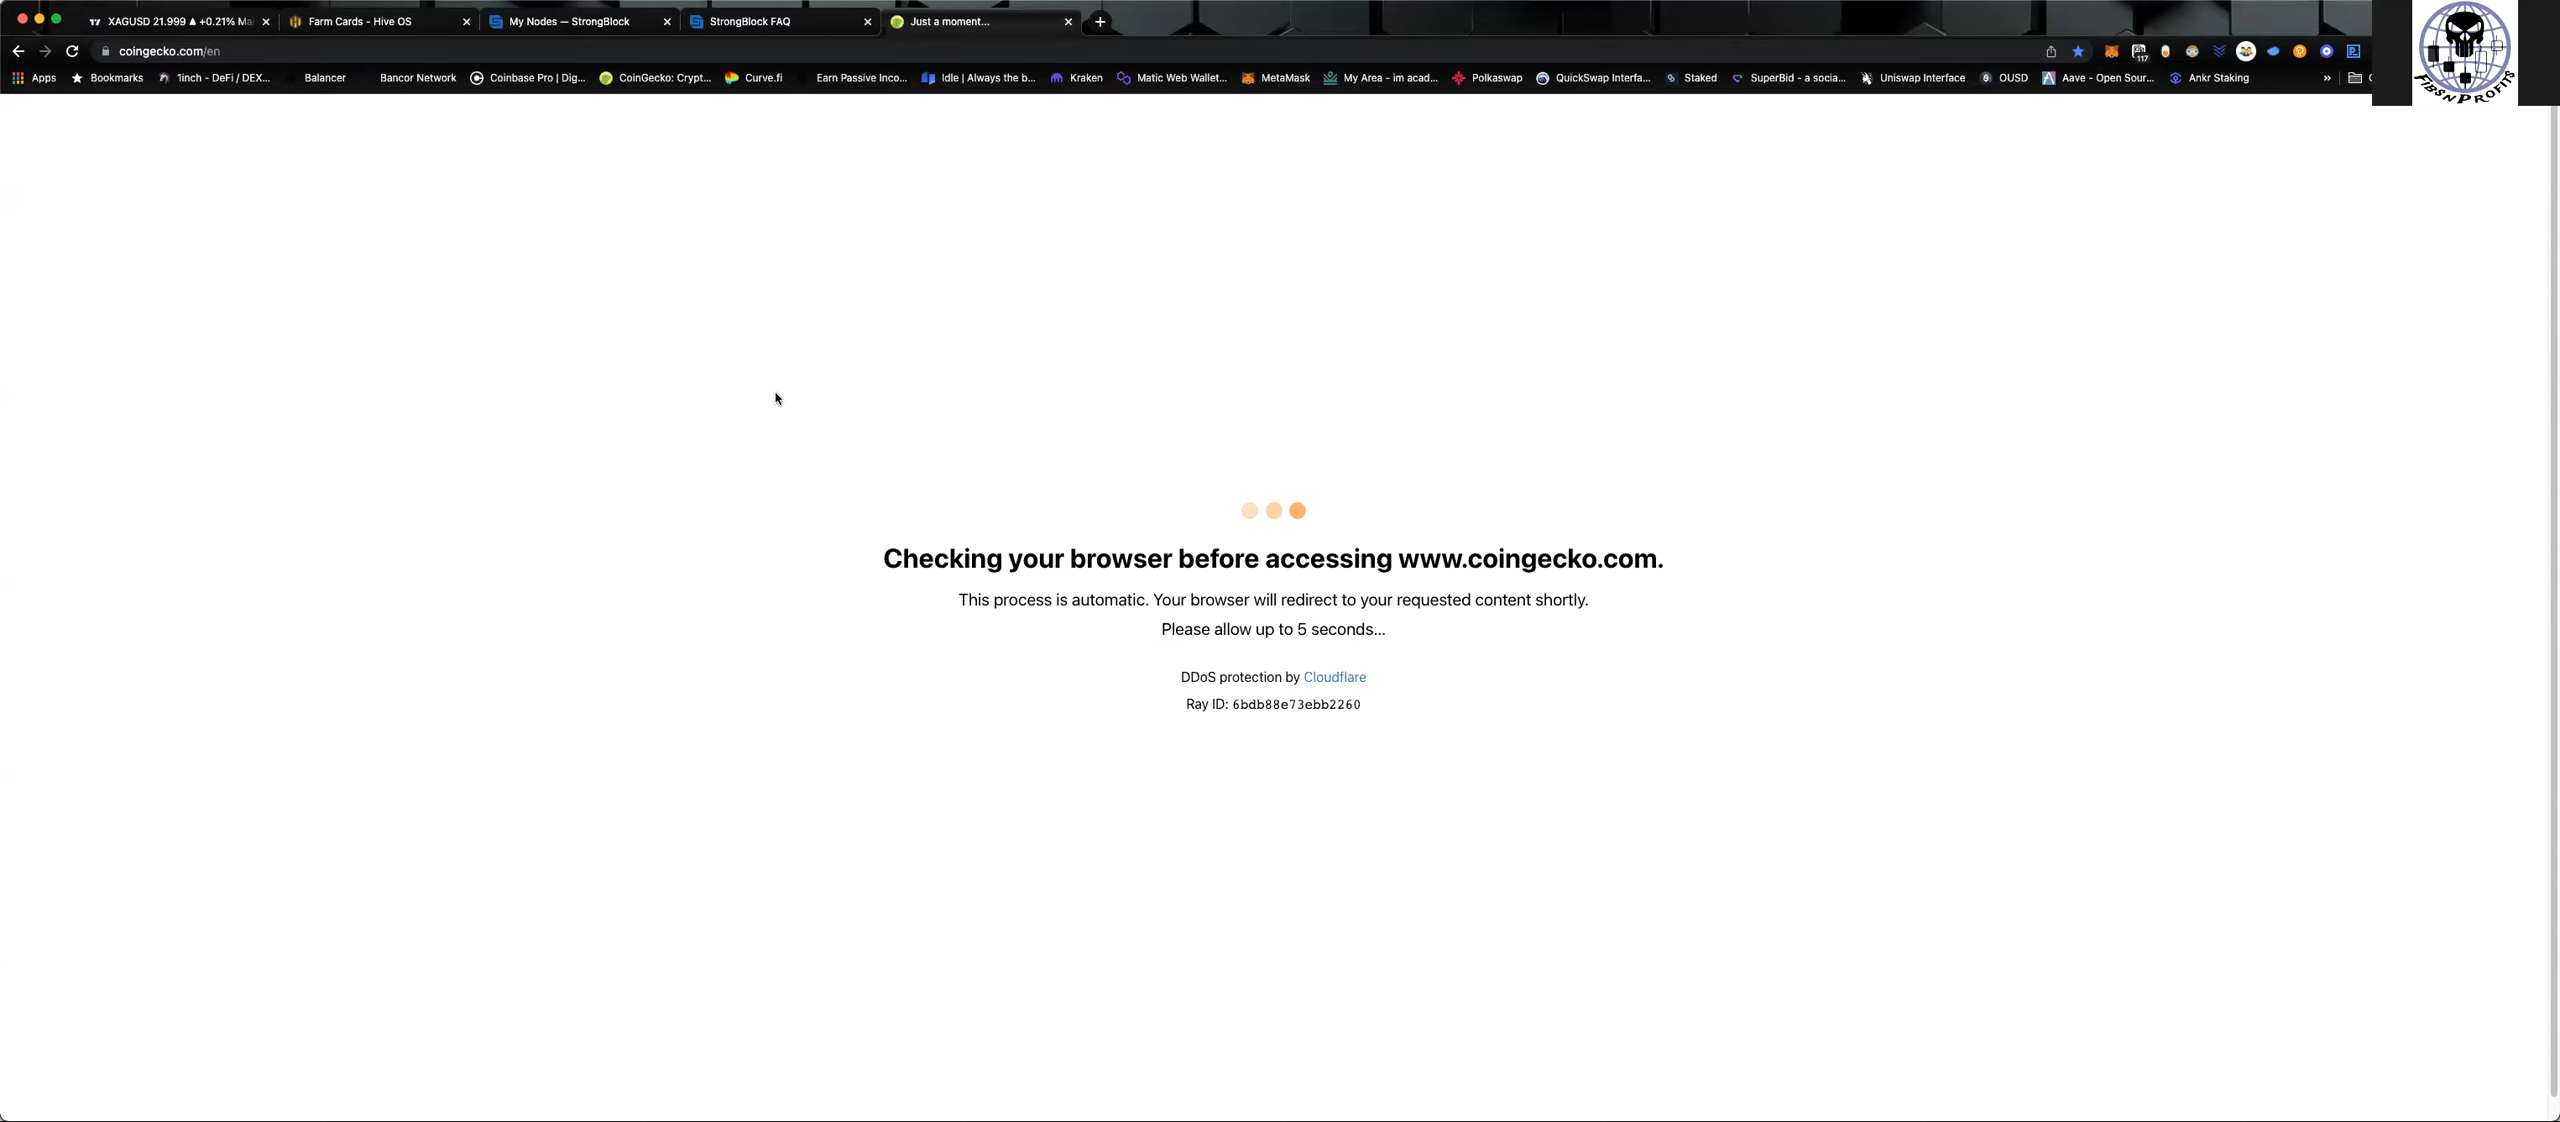 XAGUSD 21.999 ▲ +0.21% Ma
Farm Cards - Hive OS
My Nodes — StrongBlock
StrongBlock FAQ
Just a moment...
coingecko.com/en
117
Apps
Bookmarks
1inch - DeFi / DEX...
Balancer
Bancor Network
Coinbase Pro | Dig...
CoinGecko: Crypt...
Curve.fi
Earn Passive Inco...
Idle | Always the b...
Kraken
Matic Web Wallet...
MetaMask
My Area - im acad...
Polkaswap
QuickSwap Interfa...
Staked
SuperBid - a socia...
Uniswap Interface
OUSD
Aave - Open Sour...
Ankr Staking
»
FIBSNPROFITS
Checking your browser before accessing www.coingecko.com.
This process is automatic. Your browser will redirect to your requested content shortly.
Please allow up to 5 seconds...
DDoS protection by Cloudflare
Ray ID: 6bdb88e73ebb2260